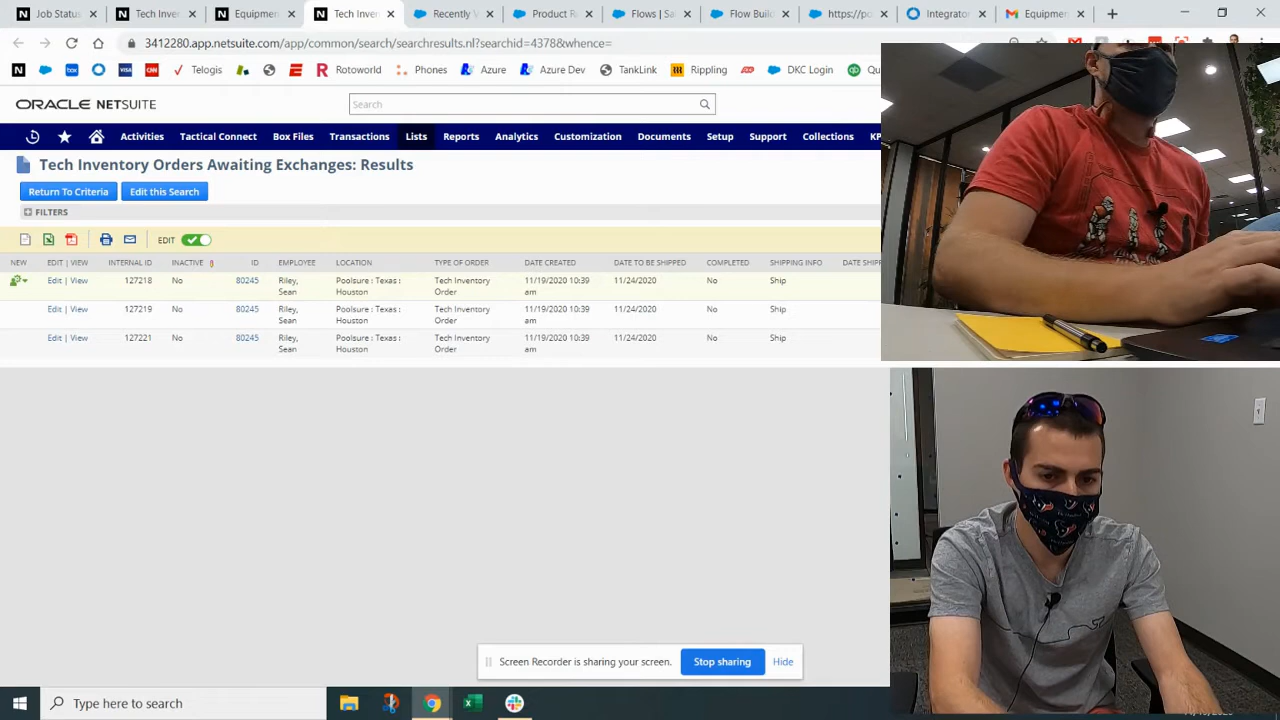 Job Status
Tech Inver
Equipmen
Tech Inven
Recently V
Product Re
Flows | Sal
Flow Build
https://po
Integrator
Equipmen
3412280.app.netsuite.com/app/common/search/searchresults.nl?searchid=4378&whence=
Telogis
Rotoworld
Phones
Azure
Azure Dev
TankLink
Rippling
DKC Login
Qu
ORACLE NETSUITE
Search
Activities Tactical Connect Box Files Transactions Lists Reports Analytics Customization Documents Setup Support Collections KP
Tech Inventory Orders Awaiting Exchanges: Results
Return To Criteria Edit this Search
FILTERS
EDIT
NEW EDIT | VIEW INTERNAL ID INACTIVE ID EMPLOYEE LOCATION TYPE OF ORDER DATE CREATED DATE TO BE SHIPPED COMPLETED SHIPPING INFO DATE SHIP
Edit | View 127218 No 80245 Riley, Poolsure : Texas : Tech Inventory 11/19/2020 10:39 11/24/2020 No Ship
Sean Houston Order am
Edit | View 127219 No 80245 Riley, Poolsure : Texas : Tech Inventory 11/19/2020 10:39 11/24/2020 No Ship
Sean Houston Order am
Edit | View 127221 No 80245 Riley, Poolsure : Texas : Tech Inventory 11/19/2020 10:39 11/24/2020 No Ship
Sean Houston Order am
Screen Recorder is sharing your screen. Stop sharing Hide
Type here to search